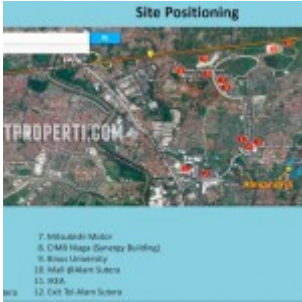 Site Positioning
TPROPERTI.COM
Alexandria
7. Mitsubishi Motor
8. CIMB Niaga (Synergy Building)
9. Binus University
10. Mall @Alam Sutera
11. IKEA
12. Exit Tol Alam Sutera